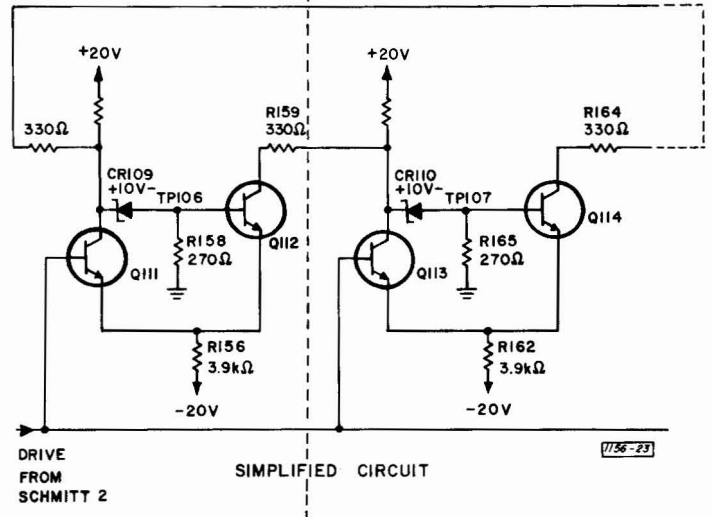 +20V
+20V
330Ω
R159
330Ω
R164
330Ω
CR109
+10V-
TP106
CR110
+10V-
TP107
Q111
R158
270Ω
Q112
Q113
R165
270Ω
Q114
R156
3.9kΩ
R162
3.9kΩ
-20V
-20V
DRIVE
FROM
SCHMITT 2
SIMPLIFIED CIRCUIT
1156-23